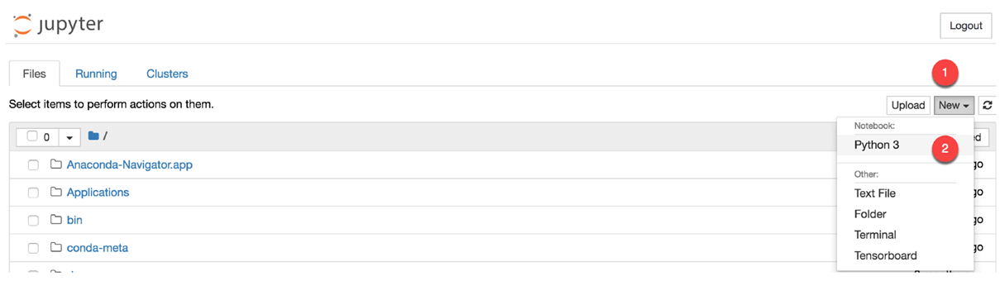 jupyter
Logout
Files Running Clusters
1
Select items to perform actions on them.
Upload New
0 /
Notebook:
Python 3
2
Anaconda-Navigator.app
Other:
Applications
Text File
bin
Folder
Terminal
conda-meta
Tensorboard